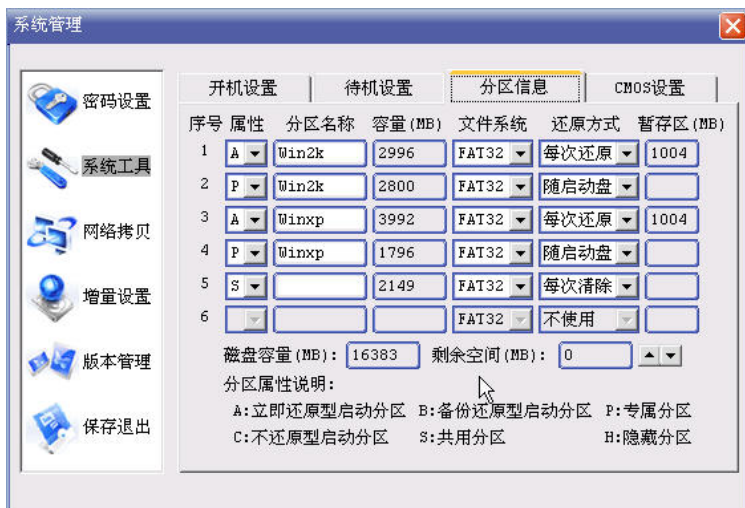 系统管理
密码设置
系统工具
网络拷贝
增量设置
版本管理
保存退出
开机设置 待机设置 分区信息 CMOS设置
序号 属性 分区名称 容量(MB) 文件系统 还原方式 暂存区(MB)
1 A Win2k 2996 FAT32 每次还原 1004
2 P Win2k 2800 FAT32 随启动盘
3 A Winxp 3992 FAT32 每次还原 1004
4 P Winxp 1796 FAT32 随启动盘
5 S 2149 FAT32 每次清除
6 FAT32 不使用
磁盘容量(MB): 16383 剩余空间(MB): 0
分区属性说明:
A:立即还原型启动分区 B:备份还原型启动分区 P:专属分区
C:不还原型启动分区 S:共用分区 H:隐藏分区